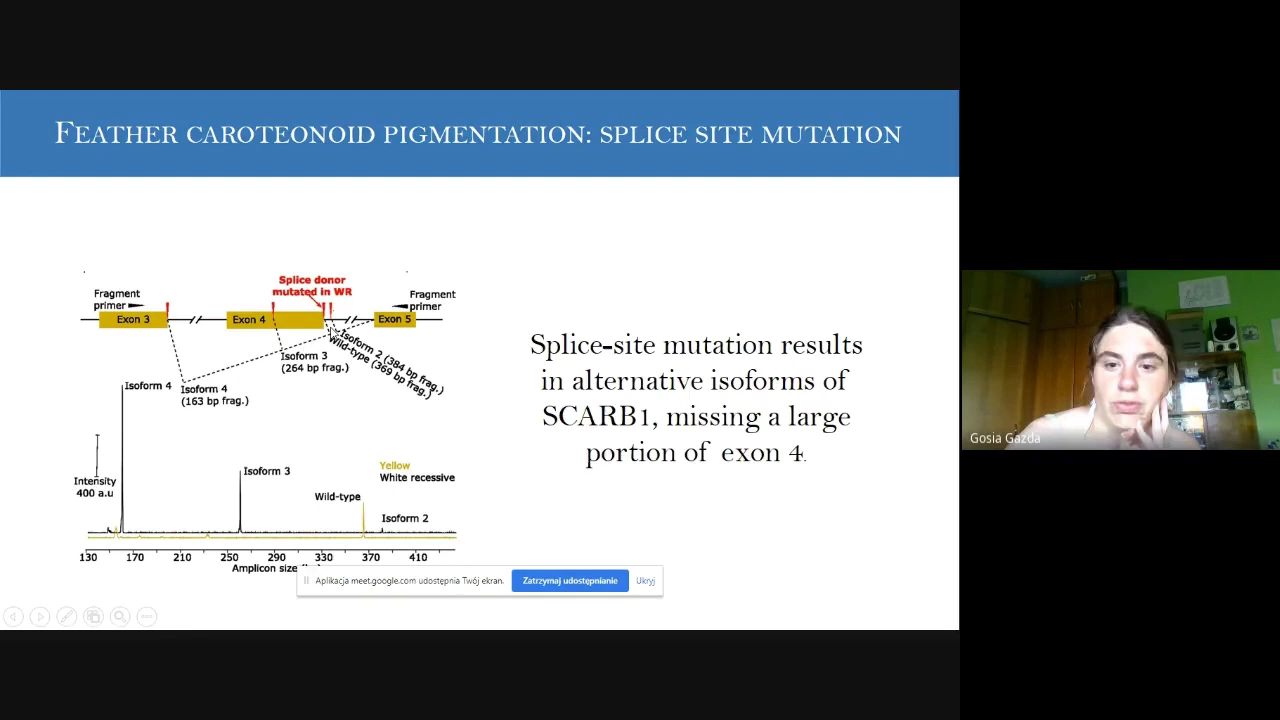 FEATHER CAROTEONOID PIGMENTATION: SPLICE SITE MUTATION
Splice donor
mutated in WR
Fragment
primer
Fragment
primer
Exon 3
Exon 4
Exon 5
Isoform 2 (384 bp frag.)
Wild-type (369 bp frag.)
Isoform 3
(264 bp frag.)
Isoform 4
(163 bp frag.)
Isoform 4
Isoform 3
Intensity
400 a.u
Yellow
White recessive
Wild-type
Isoform 2
130 170 210 250 290 330 370 410
Amplicon size
Splice-site mutation results
in alternative isoforms of
SCARB1, missing a large
portion of exon 4.
Aplikacja meet.google.com udostępnia Twój ekran.
Zatrzymaj udostępnianie
Ukryj
Gosia Gazda